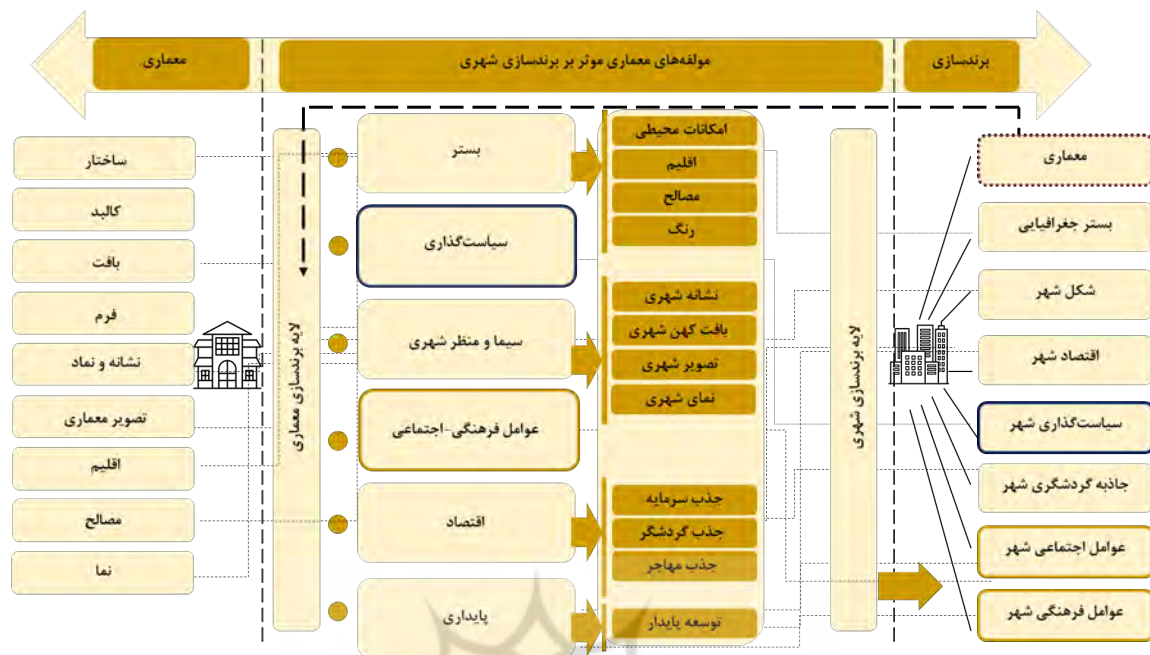 برندسازی
مولفه‌های معماری موثر بر برندسازی شهری
معماری
معماری
بستر جغرافیایی
شکل شهر
اقتصاد شهر
سیاست‌گذاری شهر
جاذبه گردشگری شهر
عوامل اجتماعی شهر
عوامل فرهنگی شهر
لایه برندسازی شهری
امکانات محیطی
اقلیم
مصالح
رنگ
نشانه شهری
بافت کهن شهری
تصویر شهری
نمای شهری
جذب سرمایه
جذب گردشگر
جذب مهاجر
توسعه پایدار
بستر
سیاست‌گذاری
سیما و منظر شهری
عوامل فرهنگی-اجتماعی
اقتصاد
پایداری
لایه برندسازی معماری
ساختار
کالبد
بافت
فرم
نشانه و نماد
تصویر معماری
اقلیم
مصالح
نما